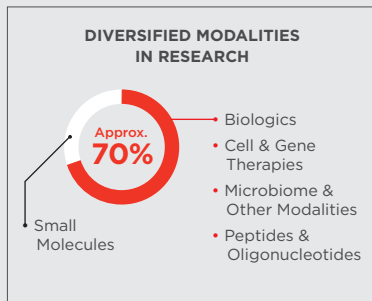 DIVERSIFIED MODALITIES
IN RESEARCH
Approx.
70%
• Biologics
• Cell & Gene
Therapies
• Microbiome &
Other Modalities
• Peptides &
Oligonucleotides
• Small
Molecules